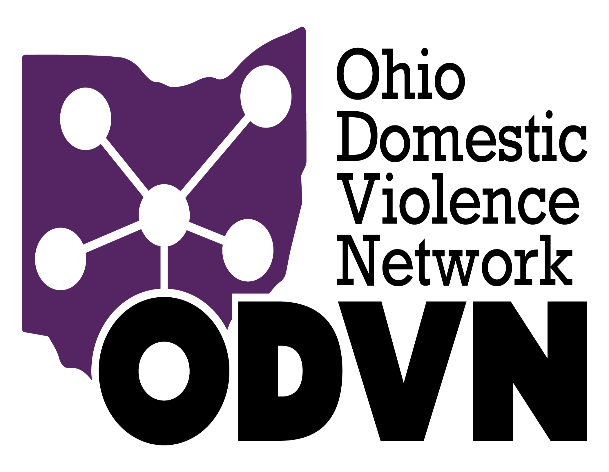 Ohio
Domestic
Violence
Network
ODVN